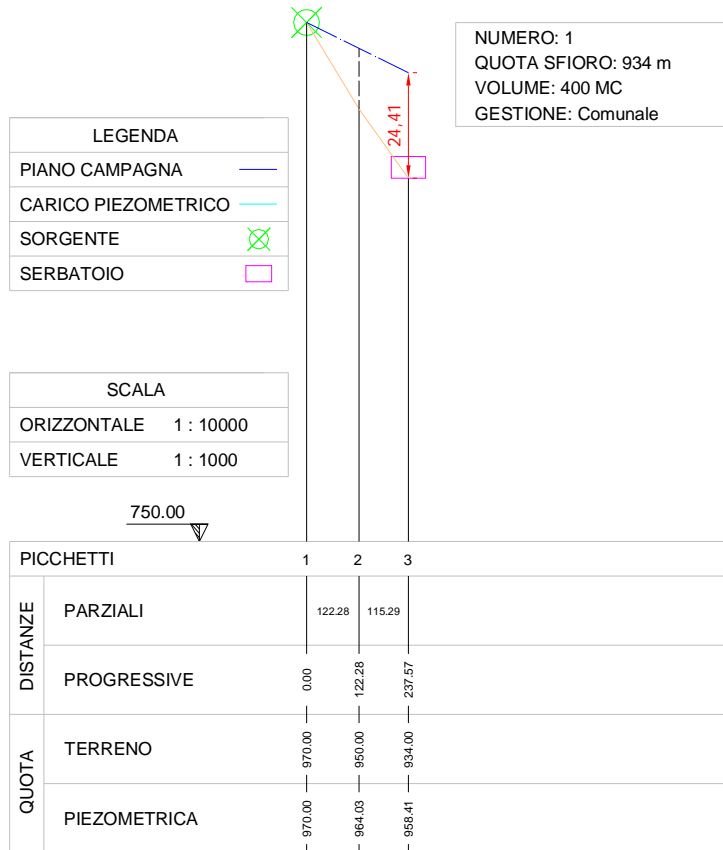 NUMERO: 1
QUOTA SFIORO: 934 m
VOLUME: 400 MC
GESTIONE: Comunale
24,41
LEGENDA
PIANO CAMPAGNA
CARICO PIEZOMETRICO
SORGENTE
SERBATOIO
SCALA
ORIZZONTALE 1 : 10000
VERTICALE 1 : 1000
750.00
PICCHETTI 1 2 3
DISTANZE
PARZIALI 122.28 115.29
PROGRESSIVE 0.00 122.28 237.57
QUOTA
TERRENO 970.00 950.00 934.00
PIEZOMETRICA 970.00 964.03 958.41